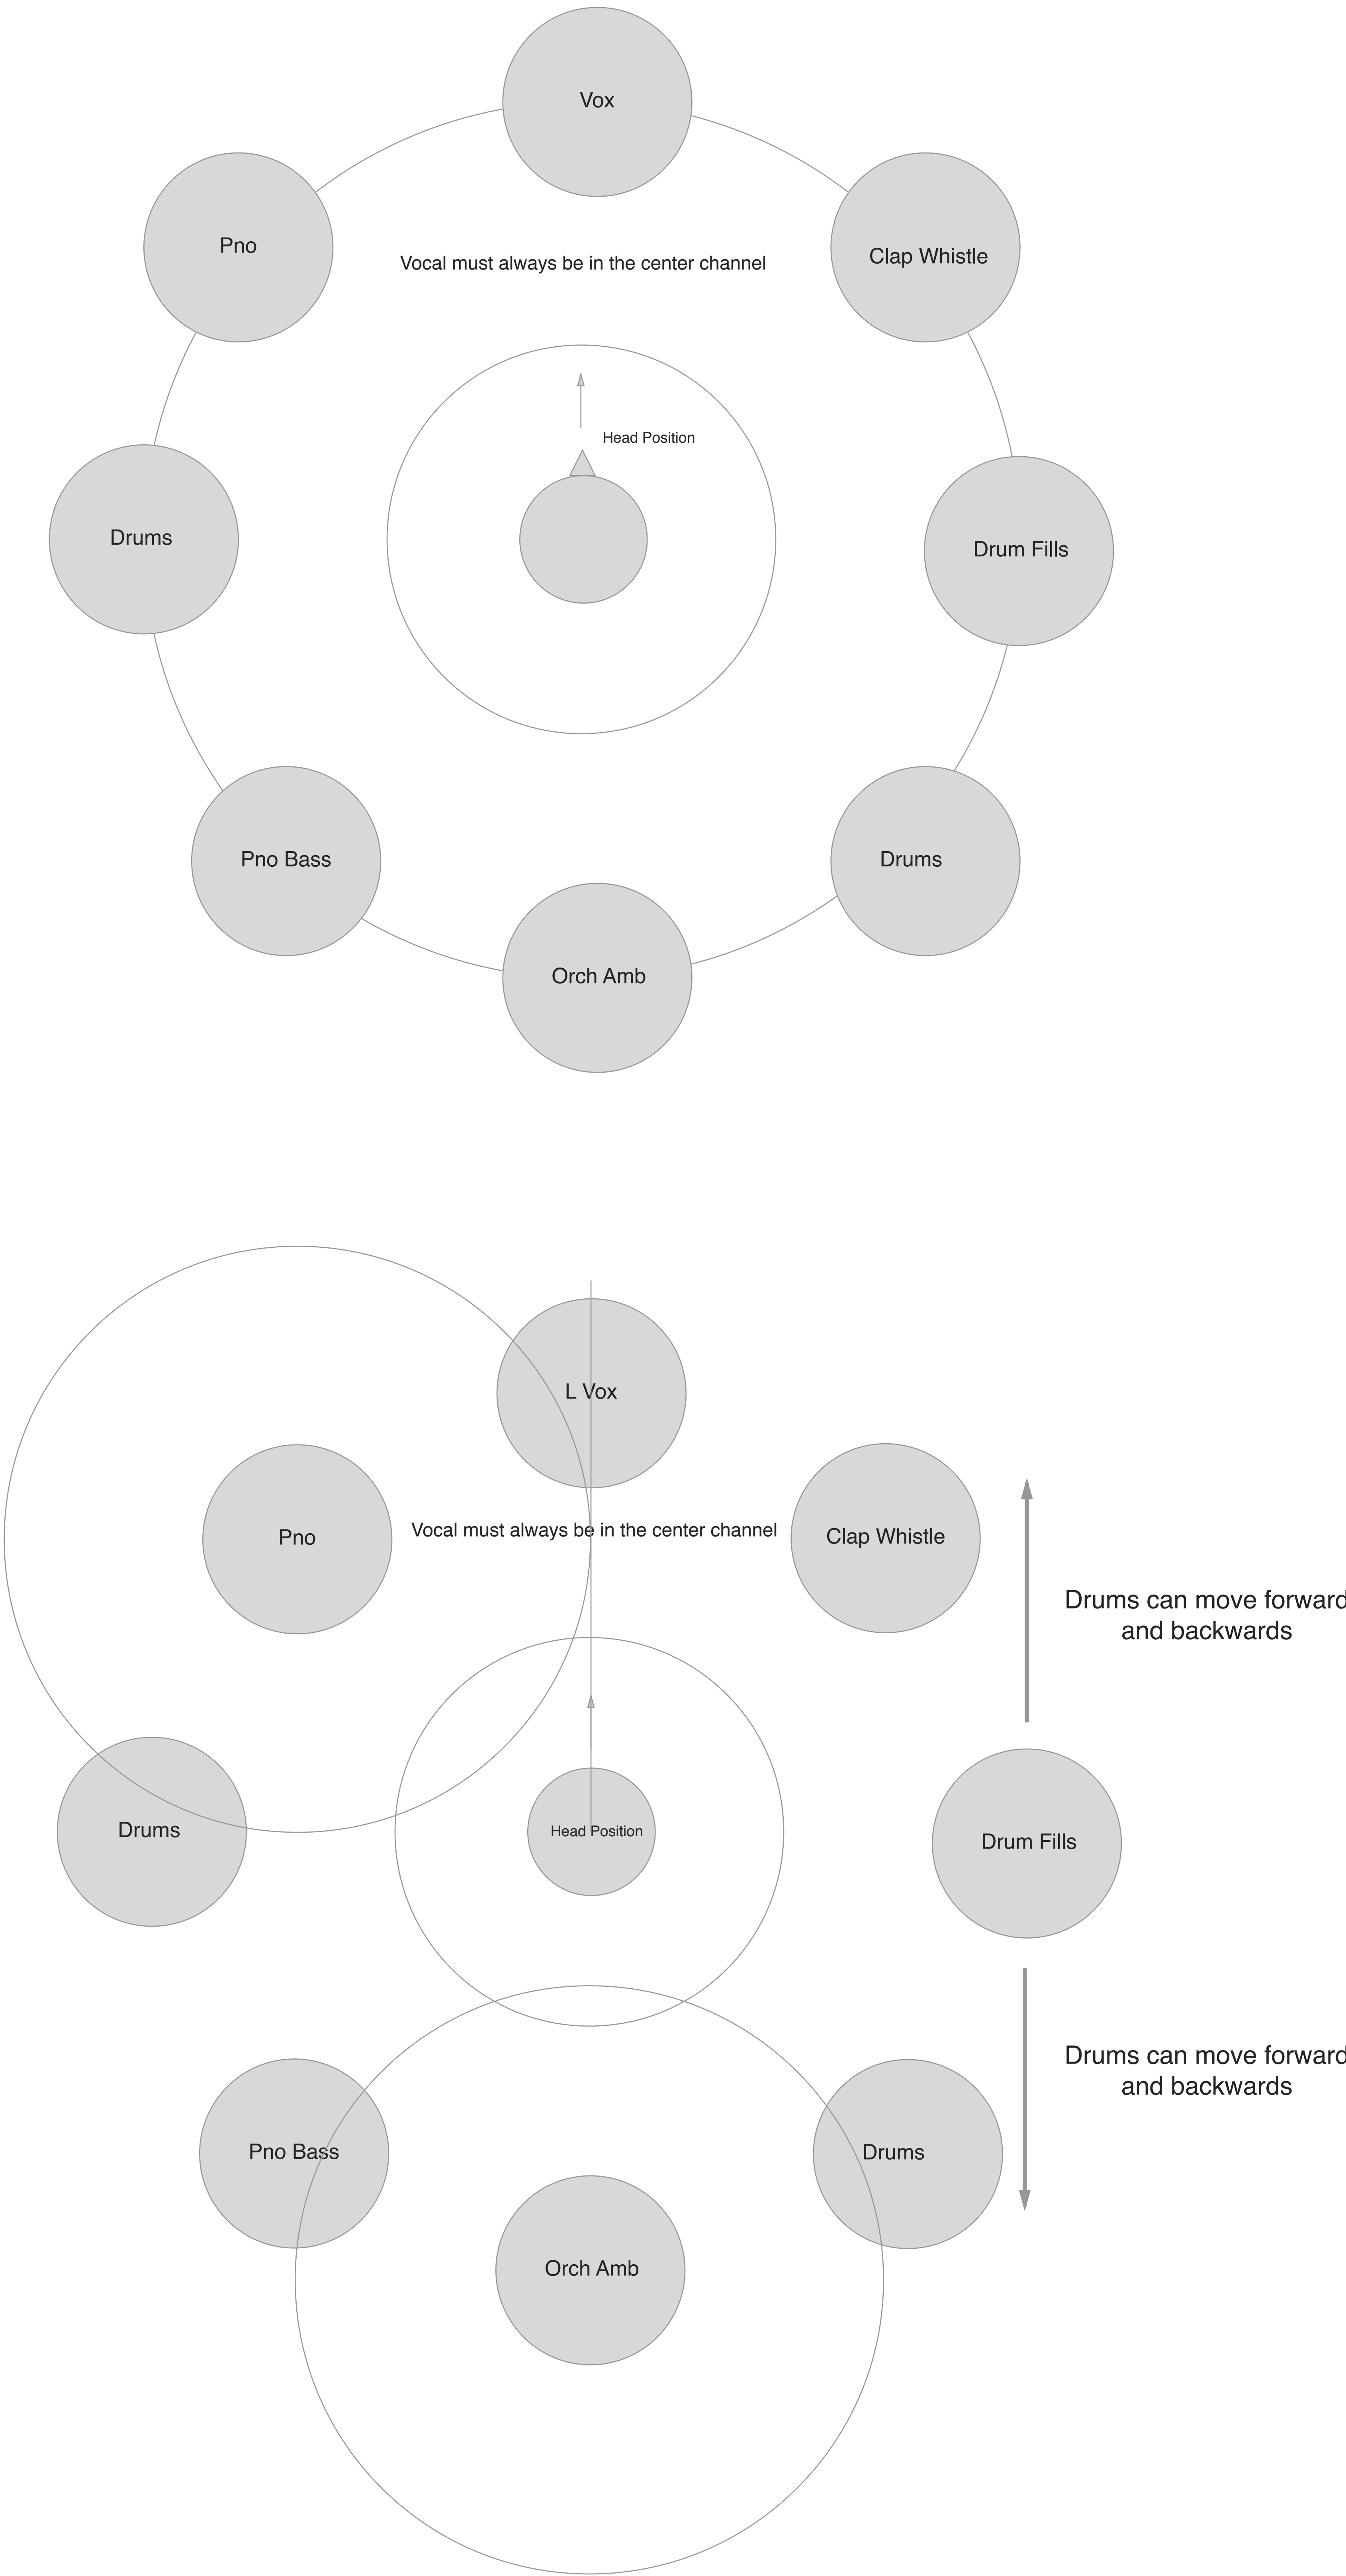 Vox
Pno
Clap Whistle
Vocal must always be in the center channel
Head Position
Drums
Drum Fills
Pno Bass
Drums
Orch Amb
L Vox
Pno
Vocal must always be in the center channel
Clap Whistle
Drums can move forward
and backwards
Drums
Head Position
Drum Fills
Drums can move forward
and backwards
Pno Bass
Drums
Orch Amb